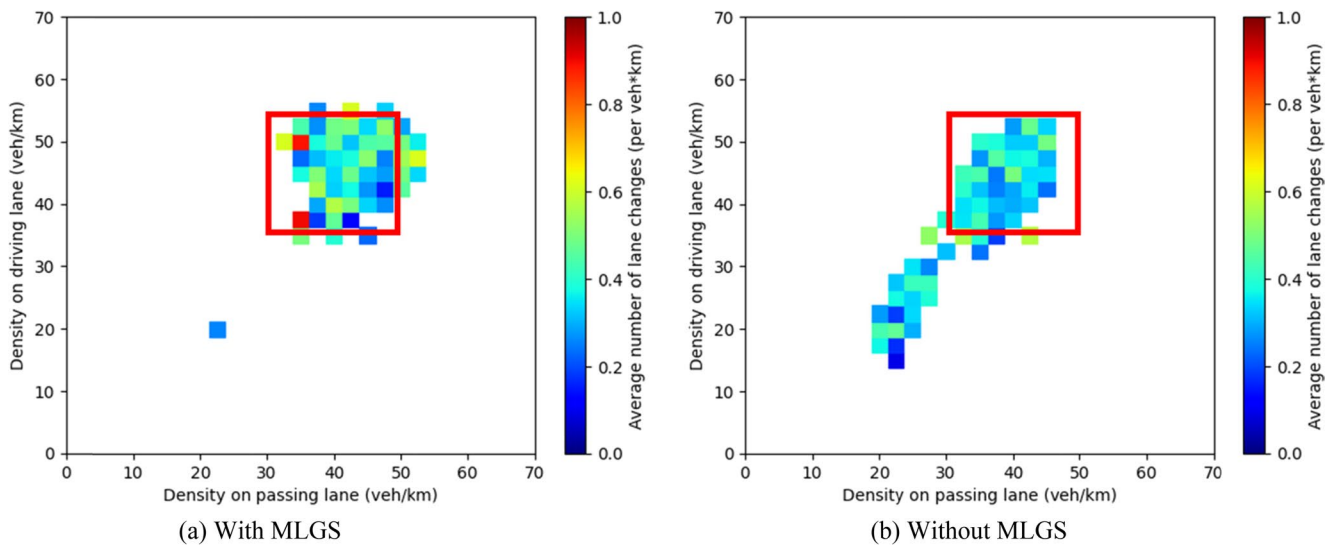 70
60
50
40
30
20
10
0
Density on driving lane (veh/km)
0 10 20 30 40 50 60 70
Density on passing lane (veh/km)
1.0
0.8
0.6
0.4
0.2
0.0
Average number of lane changes (per veh*km)
(a) With MLGS
70
60
50
40
30
20
10
0
Density on driving lane (veh/km)
0 10 20 30 40 50 60 70
Density on passing lane (veh/km)
1.0
0.8
0.6
0.4
0.2
0.0
Average number of lane changes (per veh*km)
(b) Without MLGS